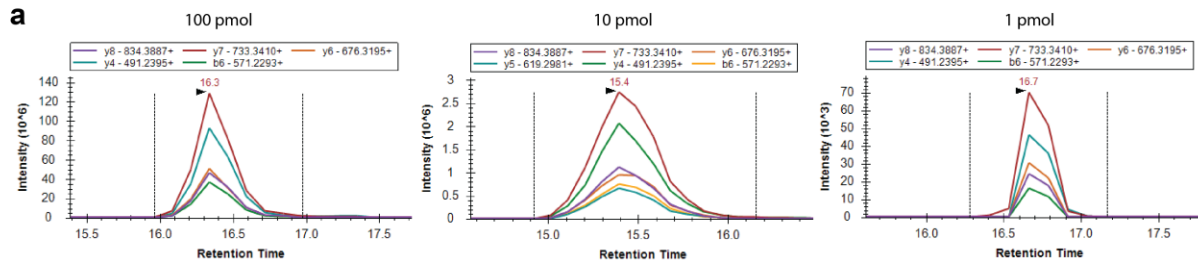 a
100 pmol
y8 - 834.3887+ y7 - 733.3410+ y6 - 676.3195+
y4 - 491.2395+ b6 - 571.2293+
Intensity (10^6)
140
120
100
80
60
40
20
0
16.3
15.5 16.0 16.5 17.0 17.5
Retention Time
10 pmol
y8 - 834.3887+ y7 - 733.3410+ y6 - 676.3195+
y5 - 619.2981+ y4 - 491.2395+ b6 - 571.2293+
Intensity (10^6)
3
2.5
2
1.5
1
0.5
0
15.4
15.0 16.0
Retention Time
1 pmol
y8 - 834.3887+ y7 - 733.3410+ y6 - 676.3195+
y4 - 491.2395+ b6 - 571.2293+
Intensity (10^3)
70
60
50
40
30
20
10
0
16.7
16.0 16.5 17.0 17.5
Retention Time